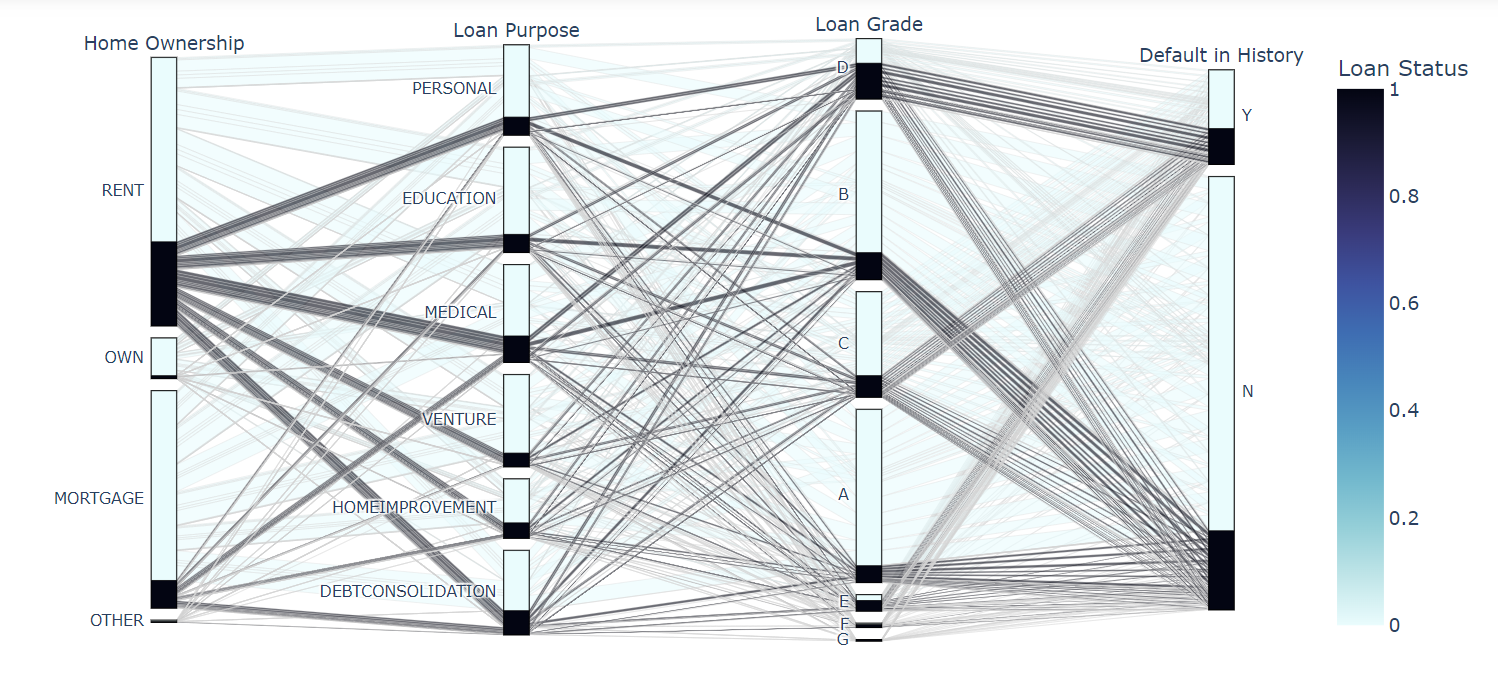 Home Ownership
RENT
OWN
MORTGAGE
OTHER
Loan Purpose
PERSONAL
EDUCATION
MEDICAL
VENTURE
HOMEIMPROVEMENT
DEBTCONSOLIDATION
Loan Grade
D
B
C
A
E
F
G
Default in History
Y
N
Loan Status
1
0.8
0.6
0.4
0.2
0